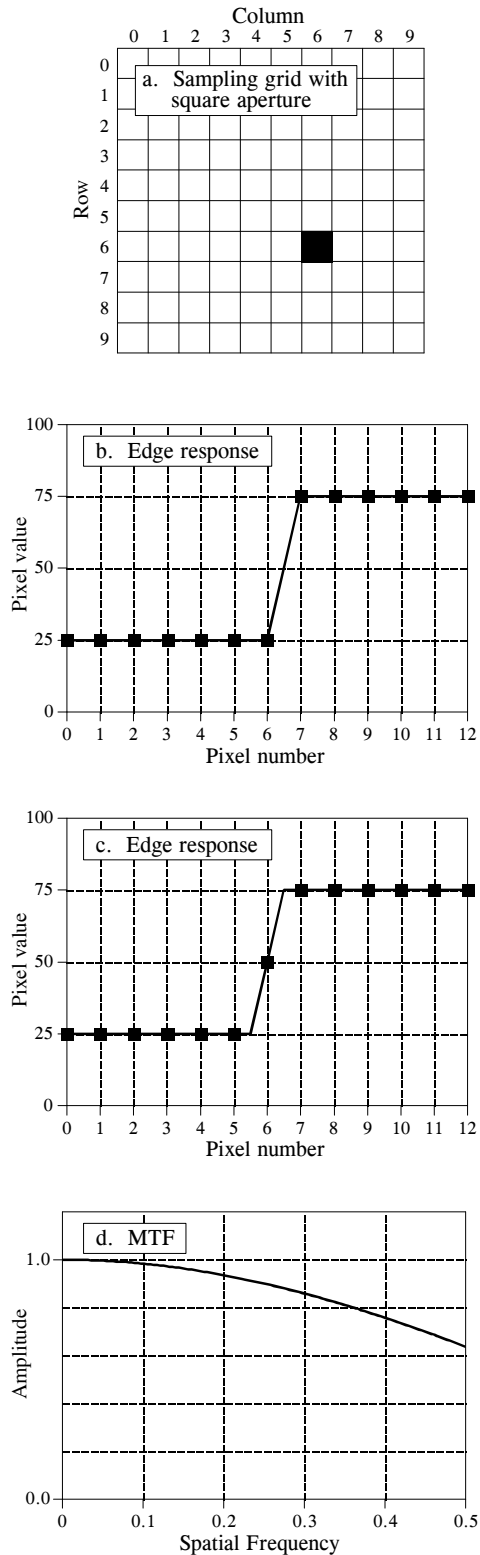 Column
0 1 2 3 4 5 6 7 8 9
a. Sampling grid with
square aperture
Row
0
1
2
3
4
5
6
7
8
9
b. Edge response
Pixel value
100
75
50
25
0
0 1 2 3 4 5 6 7 8 9 10 11 12
Pixel number
c. Edge response
Pixel value
100
75
50
25
0
0 1 2 3 4 5 6 7 8 9 10 11 12
Pixel number
d. MTF
Amplitude
1.0
0.0
0 0.1 0.2 0.3 0.4 0.5
Spatial Frequency